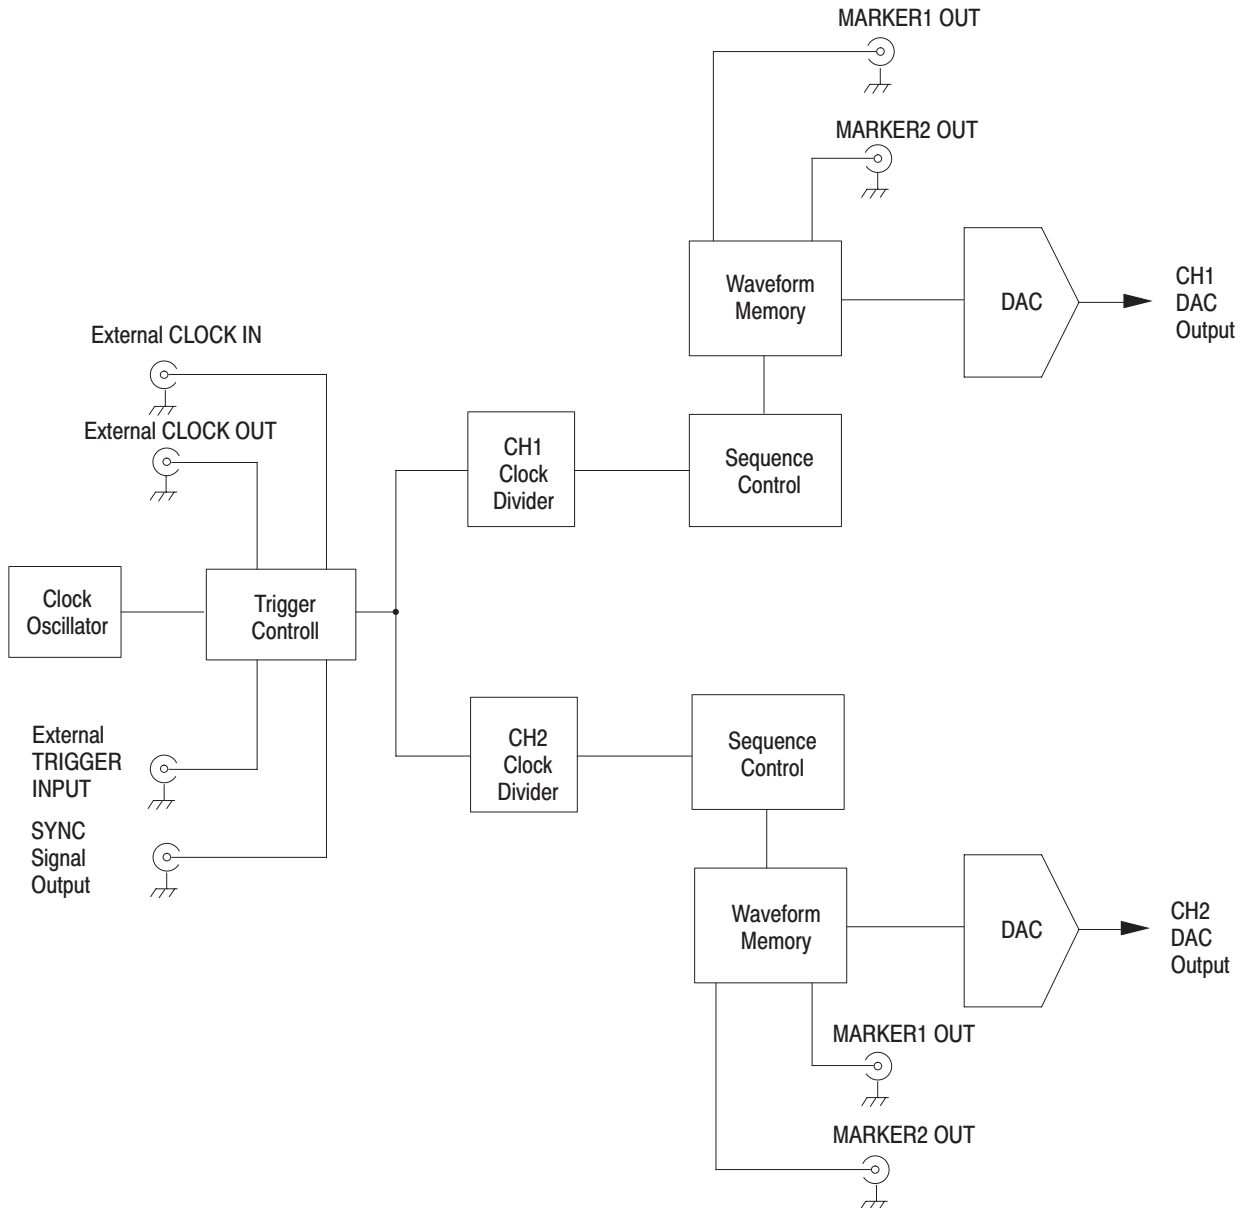 MARKER1 OUT
MARKER2 OUT
Waveform
Memory
DAC
CH1
DAC
Output
External CLOCK IN
External CLOCK OUT
CH1
Clock
Divider
Sequence
Control
Clock
Oscillator
Trigger
Controll
External
TRIGGER
INPUT
SYNC
Signal
Output
CH2
Clock
Divider
Sequence
Control
Waveform
Memory
DAC
CH2
DAC
Output
MARKER1 OUT
MARKER2 OUT